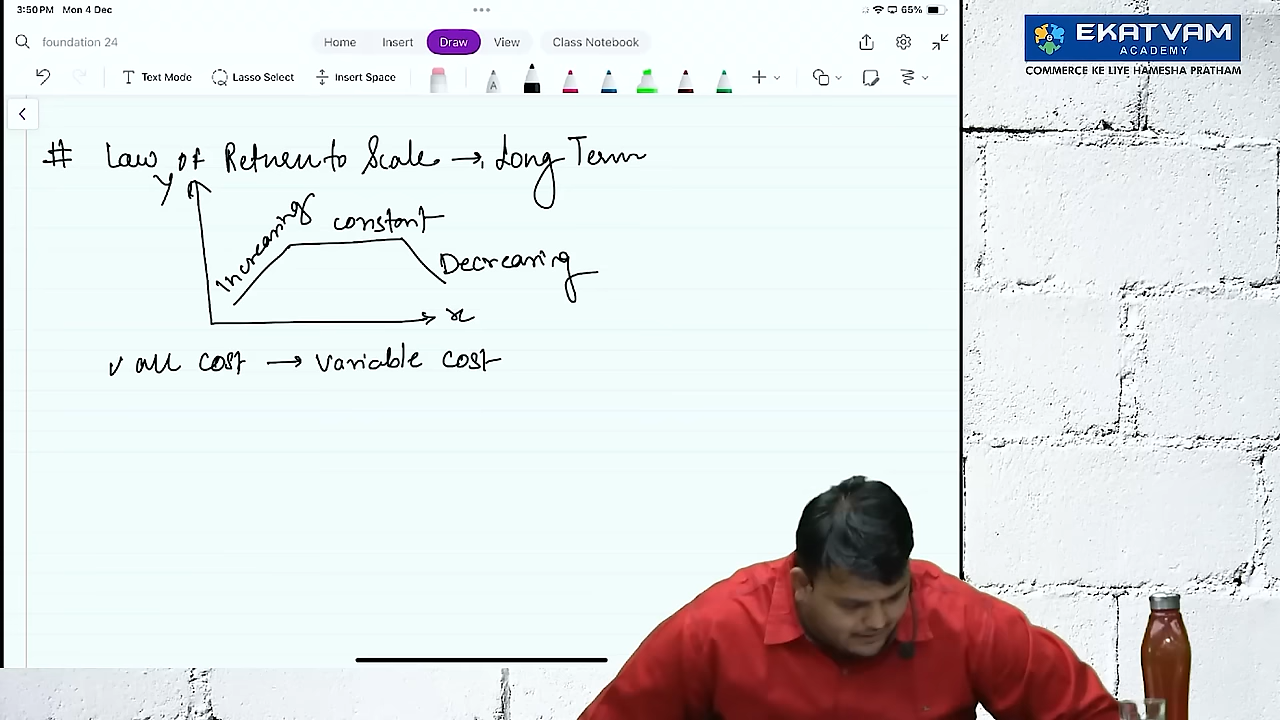 3:50 PM Mon 4 Dec
65%
foundation 24
Home Insert Draw View Class Notebook
Text Mode Lasso Select Insert Space
EKATVAM
ACADEMY
COMMERCE KE LIYE HAMESHA PRATHAM
# Law of Return to Scale → Long Term
Y
Increasing
constant
Decreasing
x
✓ all cost → variable cost